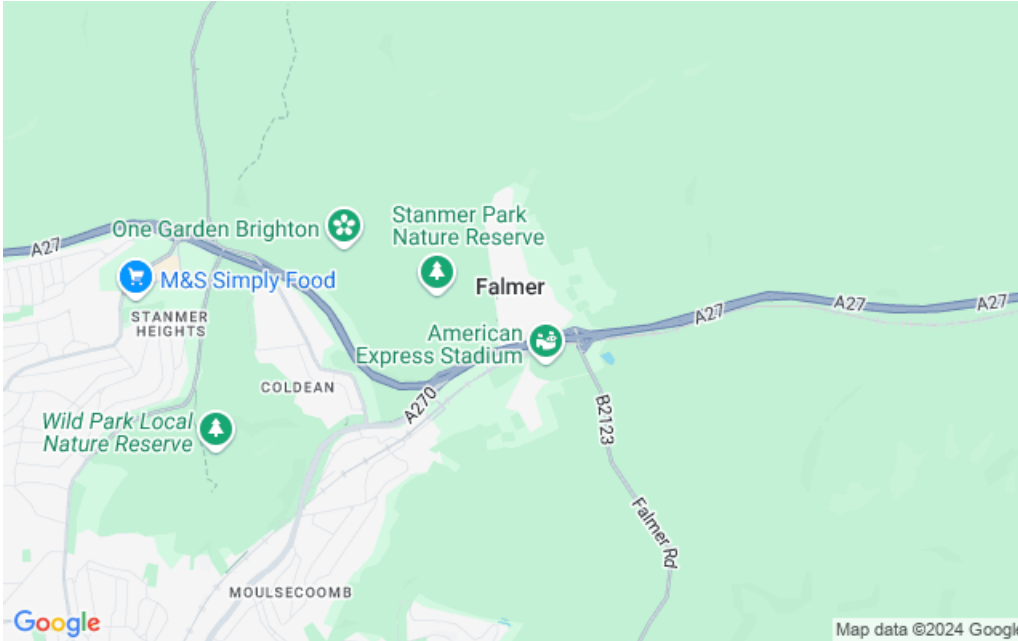 One Garden Brighton
Stanmer Park
Nature Reserve
A27
M&S Simply Food
Falmer
A27
A27
A27
STANMER
HEIGHTS
American
Express Stadium
COLDEAN
A270
B2123
Wild Park Local
Nature Reserve
Falmer Rd
MOULSECOOMB
Google
Map data ©2024 Google